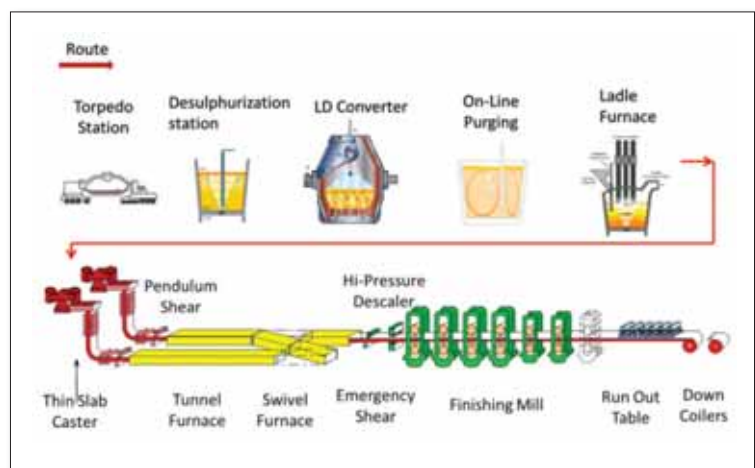 Route
Torpedo
Station
Desulphurization
station
LD Converter
On-Line
Purging
Ladle
Furnace
Pendulum
Shear
Hi-Pressure
Descaler
Thin Slab
Caster
Tunnel
Furnace
Swivel
Furnace
Emergency
Shear
Finishing Mill
Run Out
Table
Down
Coilers